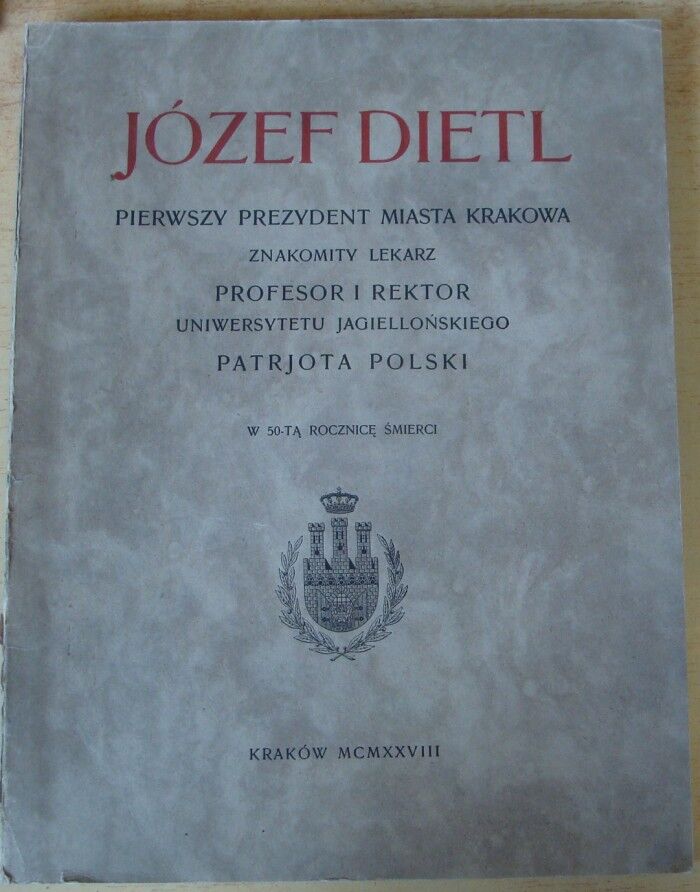 JÓZEF DIETL
PIERWSZY PREZYDENT MIASTA KRAKOWA
ZNAKOMITY LEKARZ
PROFESOR I REKTOR
UNIWERSYTETU JAGIELLOŃSKIEGO
PATRJOTA POLSKI
W 50-TĄ ROCZNICĘ ŚMIERCI
KRAKÓW MCMXXVIII